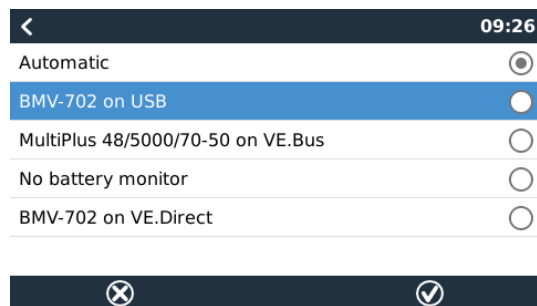 09:26
Automatic
BMV-702 on USB
MultiPlus 48/5000/70-50 on VE.Bus
No battery monitor
BMV-702 on VE.Direct